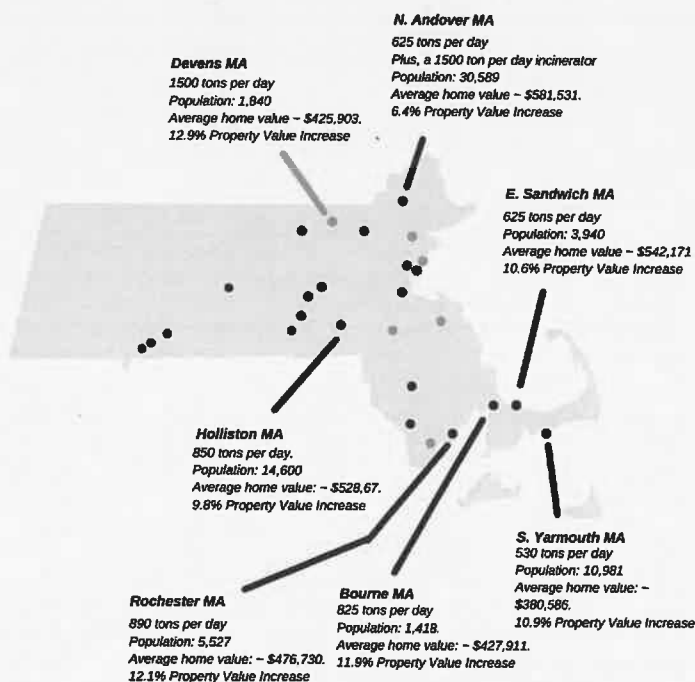 N. Andover MA
625 tons per day
Plus, a 1500 ton per day incinerator
Population: 30,589
Average home value ~ $581,531.
6.4% Property Value Increase
Devens MA
1500 tons per day
Population: 1,840
Average home value ~ $425,903.
12.9% Property Value Increase
E. Sandwich MA
625 tons per day
Population: 3,940
Average home value ~ $542,171
10.6% Property Value Increase
Holliston MA
850 tons per day.
Population: 14,600
Average home value: ~ $528,67.
9.8% Property Value Increase
S. Yarmouth MA
530 tons per day
Population: 10,981
Average home value: ~
$380,586.
10.9% Property Value Increase
Rochester MA
890 tons per day
Population: 5,527
Average home value: ~ $476,730.
12.1% Property Value Increase
Bourne MA
825 tons per day
Population: 1,418.
Average home value: ~ $427,911.
11.9% Property Value Increase